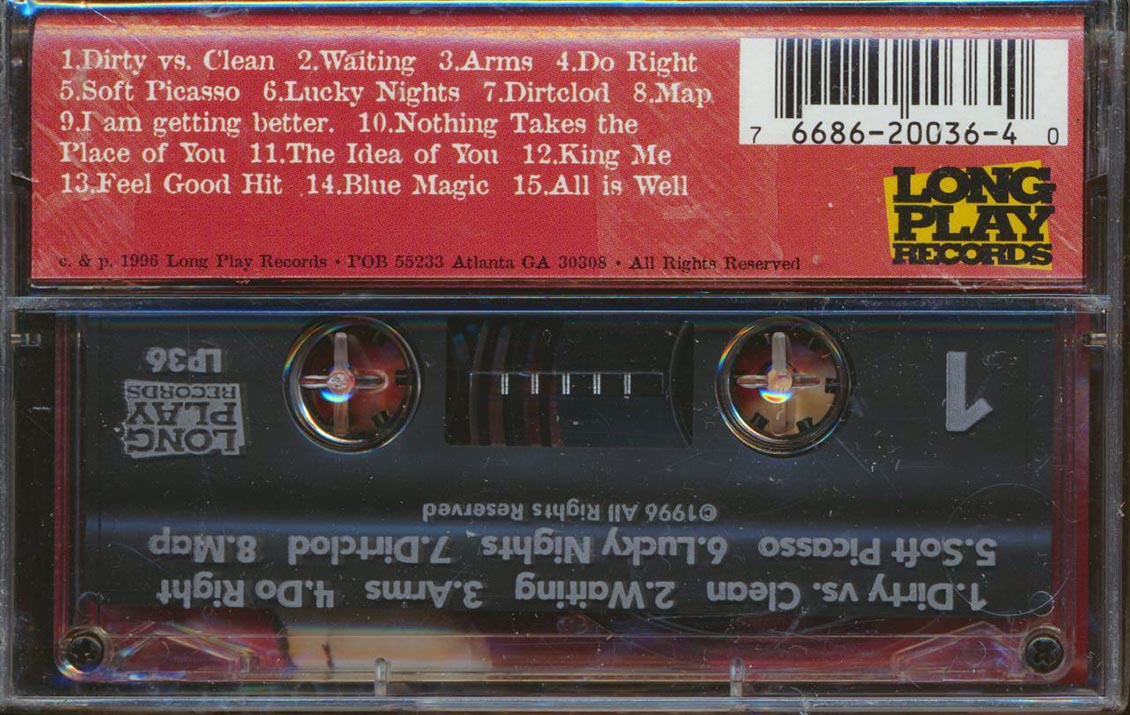 1.Dirty vs. Clean 2.Waiting 3.Arms 4.Do Right
5.Soft Picasso 6.Lucky Nights 7.Dirtclod 8.Map
9.I am getting better. 10.Nothing Takes the
Place of You 11.The Idea of You 12.King Me
13.Feel Good Hit 14.Blue Magic 15.All is Well
c. & p. 1996 Long Play Records • POB 55233 Atlanta GA 30308 • All Rights Reserved
7 6686-20036-4 0
LONG
PLAY
RECORDS
1
LP36
LONG
PLAY
RECORDS
1.Dirty vs. Clean 2.Waiting 3.Arms 4.Do Right
5.Soft Picasso 6.Lucky Nights 7.Dirtclod 8.Map
©1996 All Rights Reserved